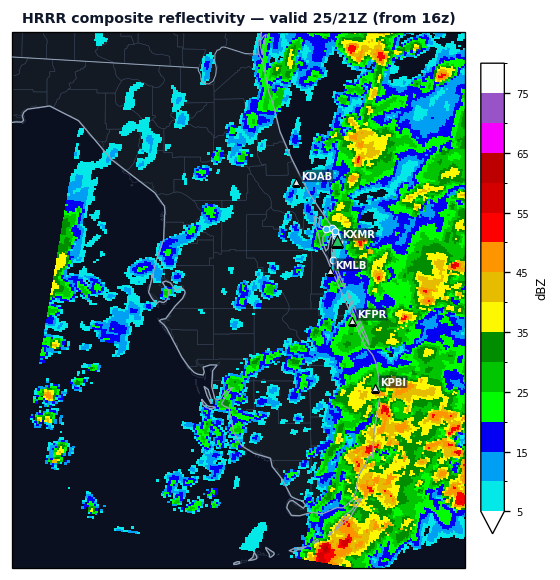 HRRR composite reflectivity — valid 25/21Z (from 16z)
KDAB
KXMR
KMLB
KFPR
KPBI
75
65
55
45
35
25
15
5
dBZ